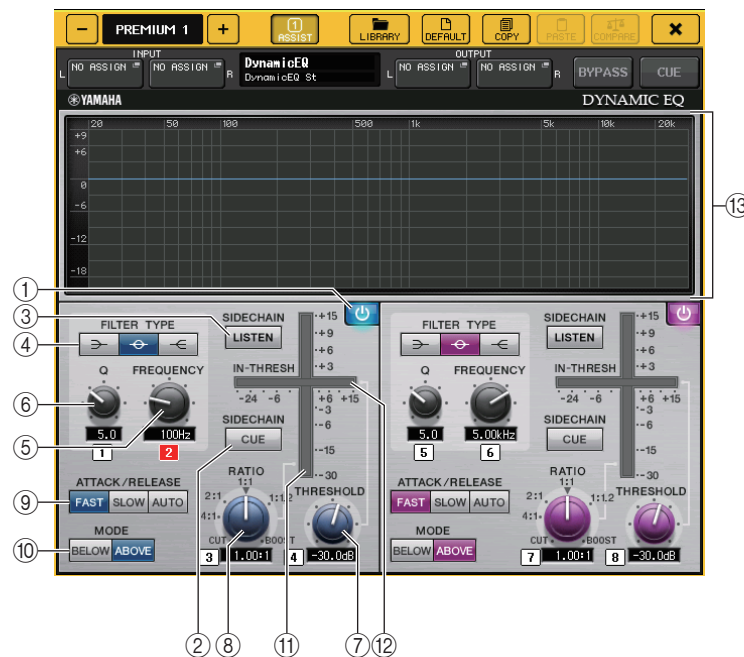 PREMIUM 1
1
ASSIST
LIBRARY
DEFAULT
COPY
PASTE
COMPARE
INPUT
OUTPUT
L NO ASSIGN NO ASSIGN R
DynamicEQ
DynamicEQ St
L NO ASSIGN NO ASSIGN R
BYPASS
CUE
YAMAHA
DYNAMIC EQ
20 50 100 500 1k 5k 10k 20k
+9
+6
0
-6
-12
-18
⑬
①
③
④
⑥
⑤
⑨
⑩
FILTER TYPE
SIDECHAIN
LISTEN
Q
FREQUENCY
5.0
100Hz
1
2
IN-THRESH
-24 -6 +6 +15
+15
+9
+6
+3
-3
-6
-15
-30
SIDECHAIN
CUE
ATTACK/RELEASE
FAST SLOW AUTO
MODE
BELOW ABOVE
RATIO
1:1
2:1
1:1.2
4:1
CUT
BOOST
3
1.00:1
THRESHOLD
4
-30.0dB
FILTER TYPE
SIDECHAIN
LISTEN
Q
FREQUENCY
5.0
5.00kHz
5
6
IN-THRESH
-24 -6 +6 +15
+15
+9
+6
+3
-3
-6
-15
-30
SIDECHAIN
CUE
ATTACK/RELEASE
FAST SLOW AUTO
MODE
BELOW ABOVE
RATIO
1:1
2:1
1:1.2
4:1
CUT
BOOST
7
1.00:1
THRESHOLD
8
-30.0dB
② ⑧ ⑪ ⑦ ⑫